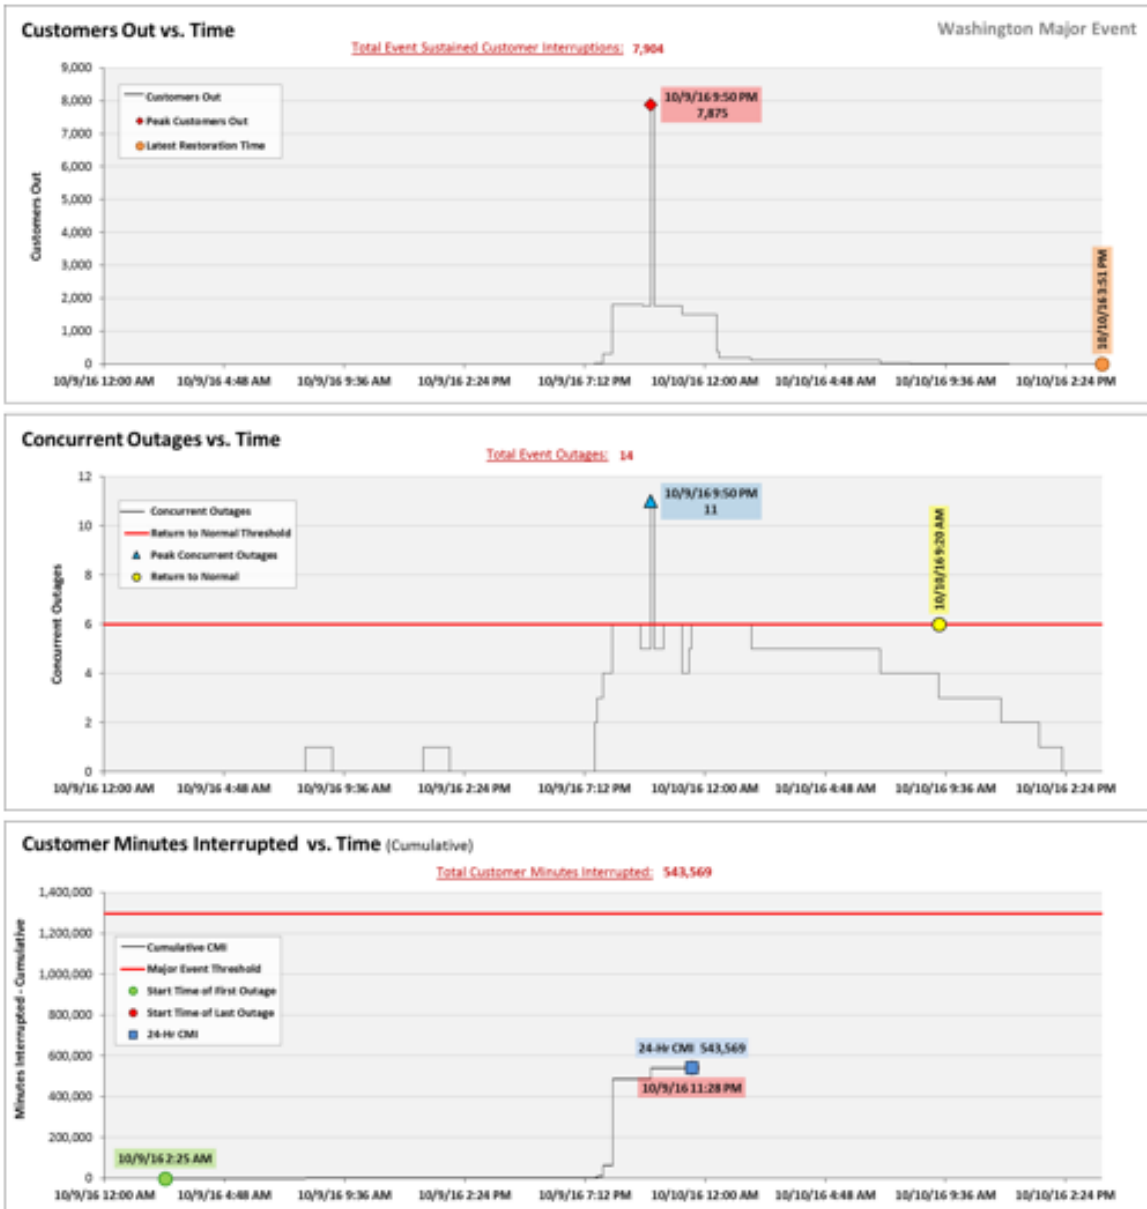 Customers Out vs. Time
Washington Major Event
Total Event Sustained Customer Interruptions: 7,904
9,000
8,000
7,000
6,000
5,000
4,000
3,000
2,000
1,000
0
Customers Out
Customers Out
Peak Customers Out
Latest Restoration Time
10/9/16 9:50 PM
7,875
10/10/16 3:51 PM
10/9/16 12:00 AM 10/9/16 4:48 AM 10/9/16 9:36 AM 10/9/16 2:24 PM 10/9/16 7:12 PM 10/10/16 12:00 AM 10/10/16 4:48 AM 10/10/16 9:36 AM 10/10/16 2:24 PM
Concurrent Outages vs. Time
Total Event Outages: 14
12
10
8
6
4
2
0
Concurrent Outages
Concurrent Outages
Return to Normal Threshold
Peak Concurrent Outages
Return to Normal
10/9/16 9:50 PM
11
10/10/16 9:20 AM
10/9/16 12:00 AM 10/9/16 4:48 AM 10/9/16 9:36 AM 10/9/16 2:24 PM 10/9/16 7:12 PM 10/10/16 12:00 AM 10/10/16 4:48 AM 10/10/16 9:36 AM 10/10/16 2:24 PM
Customer Minutes Interrupted vs. Time (Cumulative)
Total Customer Minutes Interrupted: 543,569
1,400,000
1,200,000
1,000,000
800,000
600,000
400,000
200,000
0
Minutes Interrupted - Cumulative
Cumulative CMI
Major Event Threshold
Start Time of First Outage
Start Time of Last Outage
24-Hr CMI
24-Hr CMI 543,569
10/9/16 11:28 PM
10/9/16 2:25 AM
10/9/16 12:00 AM 10/9/16 4:48 AM 10/9/16 9:36 AM 10/9/16 2:24 PM 10/9/16 7:12 PM 10/10/16 12:00 AM 10/10/16 4:48 AM 10/10/16 9:36 AM 10/10/16 2:24 PM